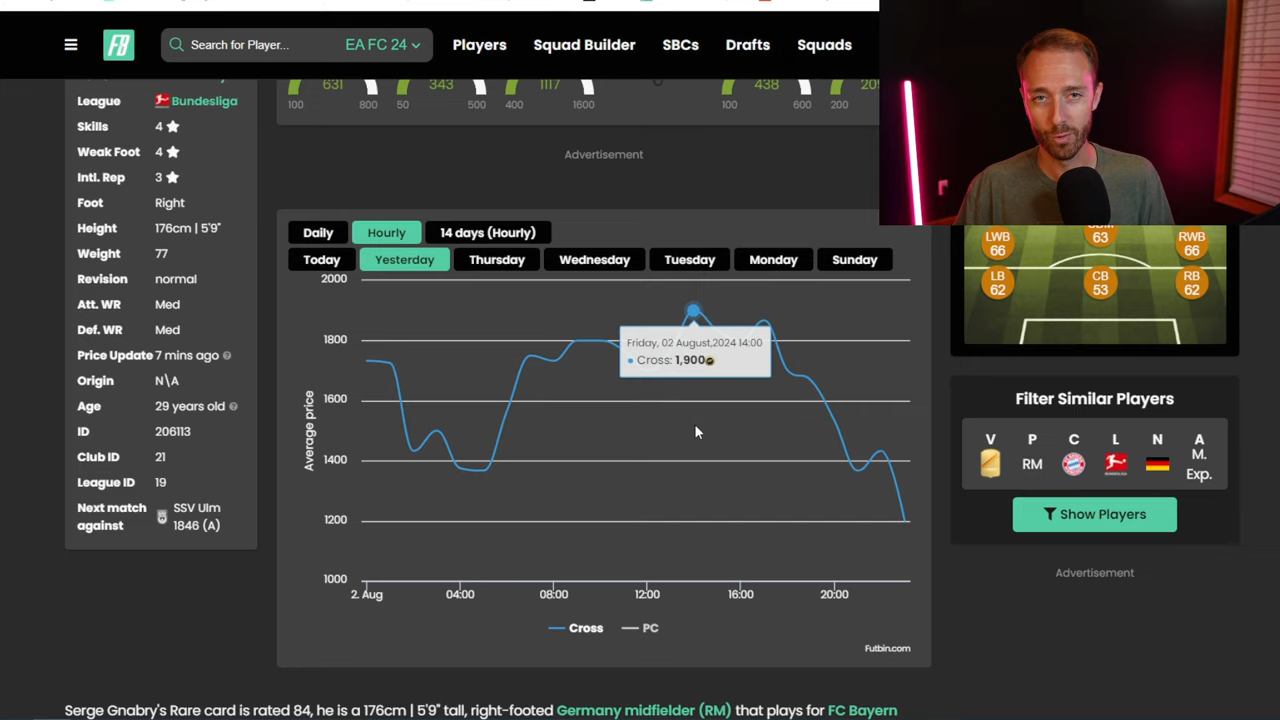 F8
Search for Player...
EA FC 24
Players
Squad Builder
SBCs
Drafts
Squads
League
Bundesliga
Skills
4
Weak Foot
4
Intl. Rep
3
Foot
Right
Height
176cm | 5'9"
Weight
77
Revision
normal
Att. WR
Med
Def. WR
Med
Price Update
7 mins ago
Origin
N\A
Age
29 years old
ID
206113
Club ID
21
League ID
19
Next match
against
SSV Ulm
1846 (A)
631
343
1117
0
438
100
800
50
500
400
1600
100
600
200
Advertisement
Daily
Hourly
14 days (Hourly)
Today
Yesterday
Thursday
Wednesday
Tuesday
Monday
Sunday
2000
1800
1600
1400
1200
1000
Average price
Friday, 02 August,2024 14:00
Cross: 1,900
2. Aug
04:00
08:00
12:00
16:00
20:00
Cross
PC
Futbin.com
LWB
66
63
RWB
66
LB
62
CB
53
RB
62
Filter Similar Players
V
P
C
L
N
A
RM
M.
Exp.
Show Players
Advertisement
Serge Gnabry's Rare card is rated 84, he is a 176cm | 5'9" tall, right-footed Germany midfielder (RM) that plays for FC Bayern